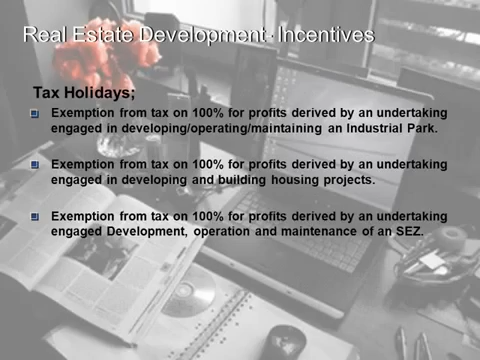 Real Estate Development- Incentives
Tax Holidays;
Exemption from tax on 100% for profits derived by an undertaking
engaged in developing/operating/maintaining an Industrial Park.
Exemption from tax on 100% for profits derived by an undertaking
engaged in developing and building housing projects.
Exemption from tax on 100% for profits derived by an undertaking
engaged Development, operation and maintenance of an SEZ.